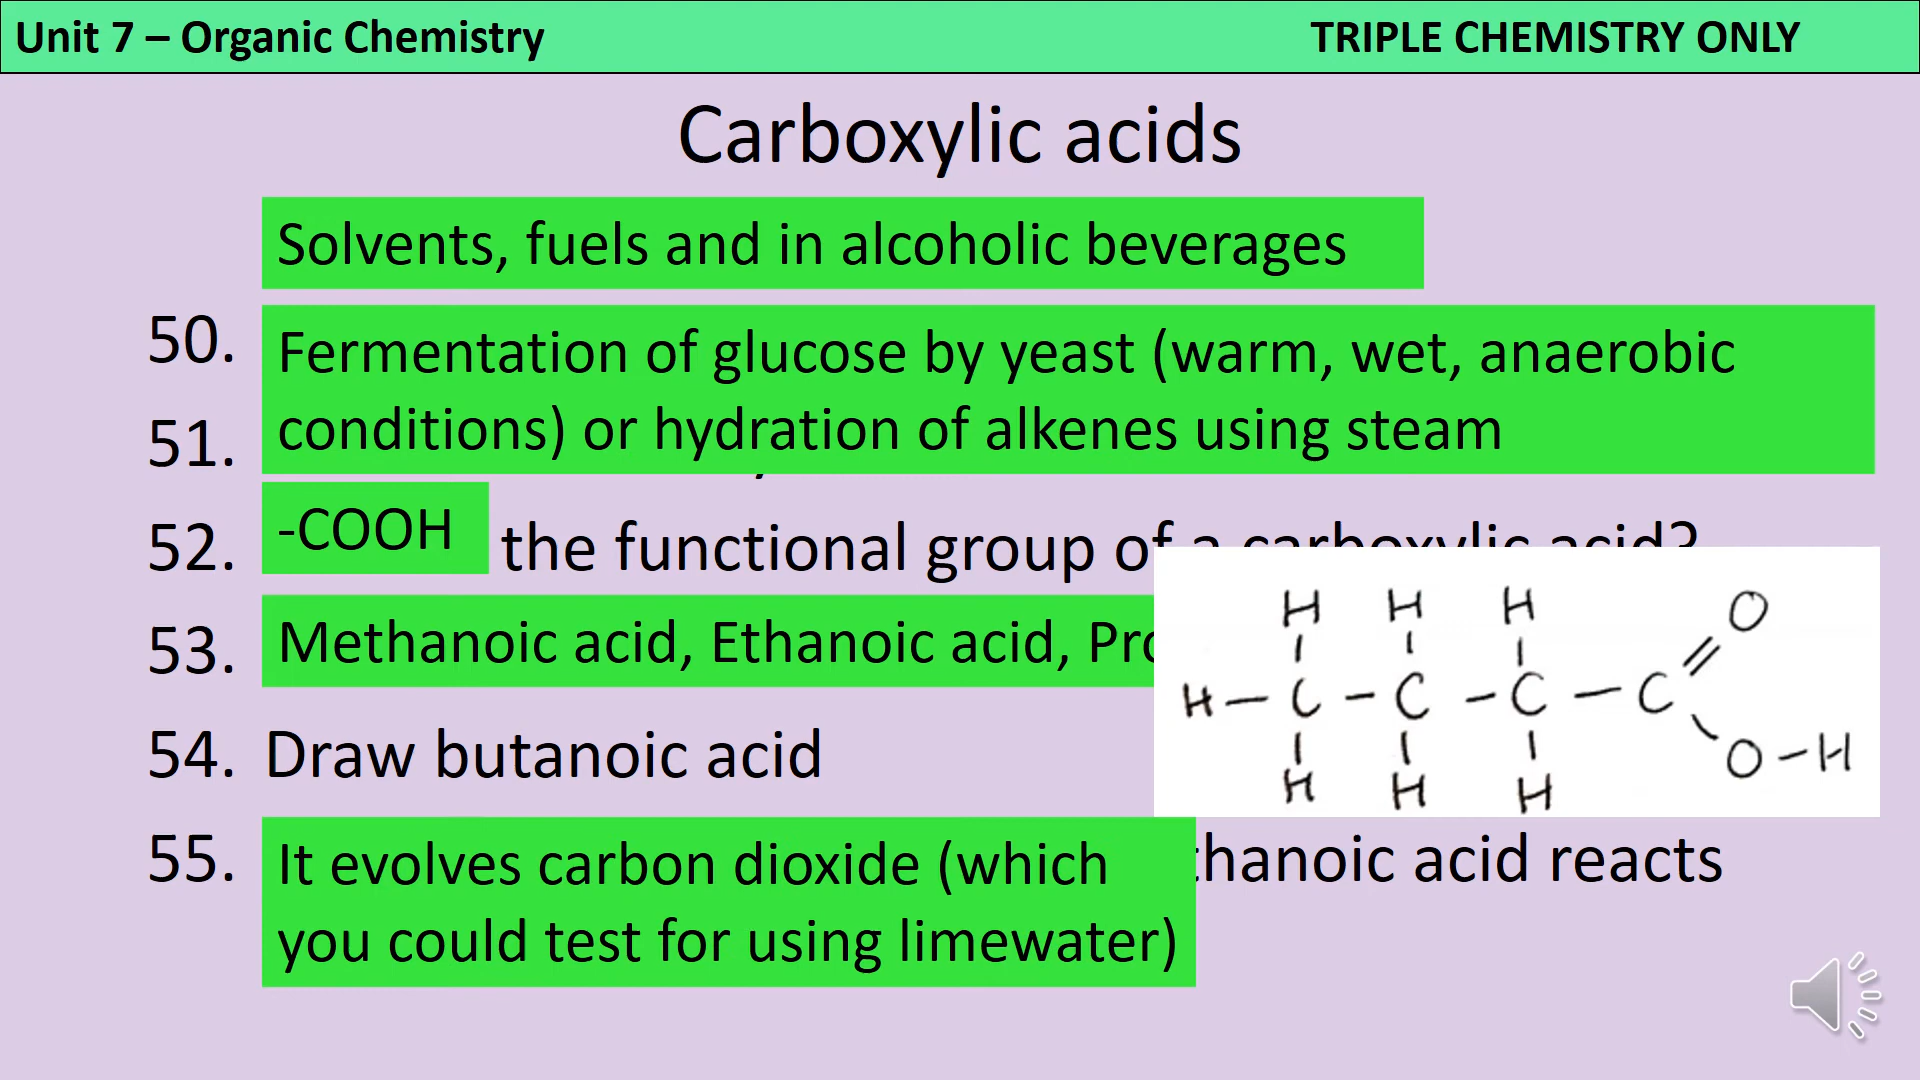 Unit 7 – Organic Chemistry
TRIPLE CHEMISTRY ONLY
Carboxylic acids
Solvents, fuels and in alcoholic beverages
50. Fermentation of glucose by yeast (warm, wet, anaerobic
51. conditions) or hydration of alkenes using steam
52. -COOH the functional group of a carboxylic acid?
53. Methanoic acid, Ethanoic acid,
54. Draw butanoic acid
55. It evolves carbon dioxide (which hanoic acid reacts
you could test for using limewater)
H H H O
H – C – C – C – C
O – H
H H H